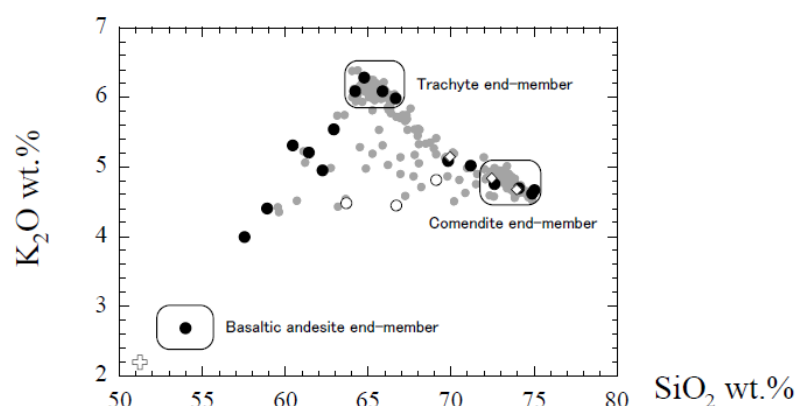 7
Trachyte end-member
6
5
K₂O wt.%
Comendite end-member
4
3
Basaltic andesite end-member
2
50 55 60 65 70 75 80
SiO₂ wt.%